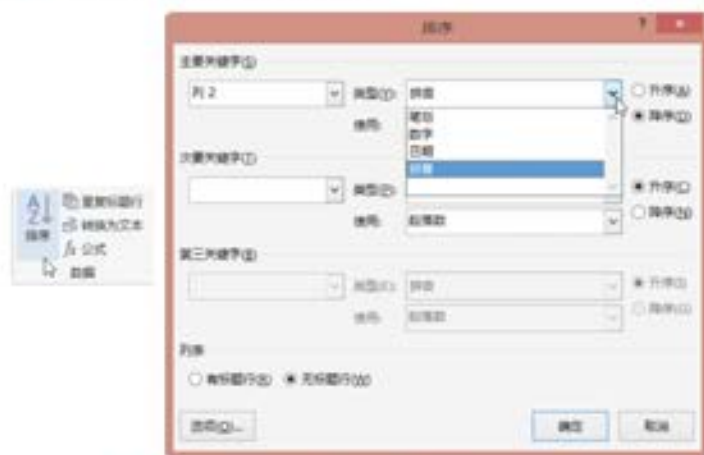 排序
主要关键字(S)
列 2 类型(Y): 拼音 升序(A)
使用: 降序(D)
笔划
数字
日期
拼音
次要关键字(T)
类型(P): 升序(C)
使用: 段落数 降序(N)
第三关键字(B)
类型(K): 拼音 升序(I)
使用: 段落数 降序(G)
列表
有标题行(R) 无标题行(W)
选项(O)... 确定 取消
排序
重复标题行
转换为文本
fx 公式
数据